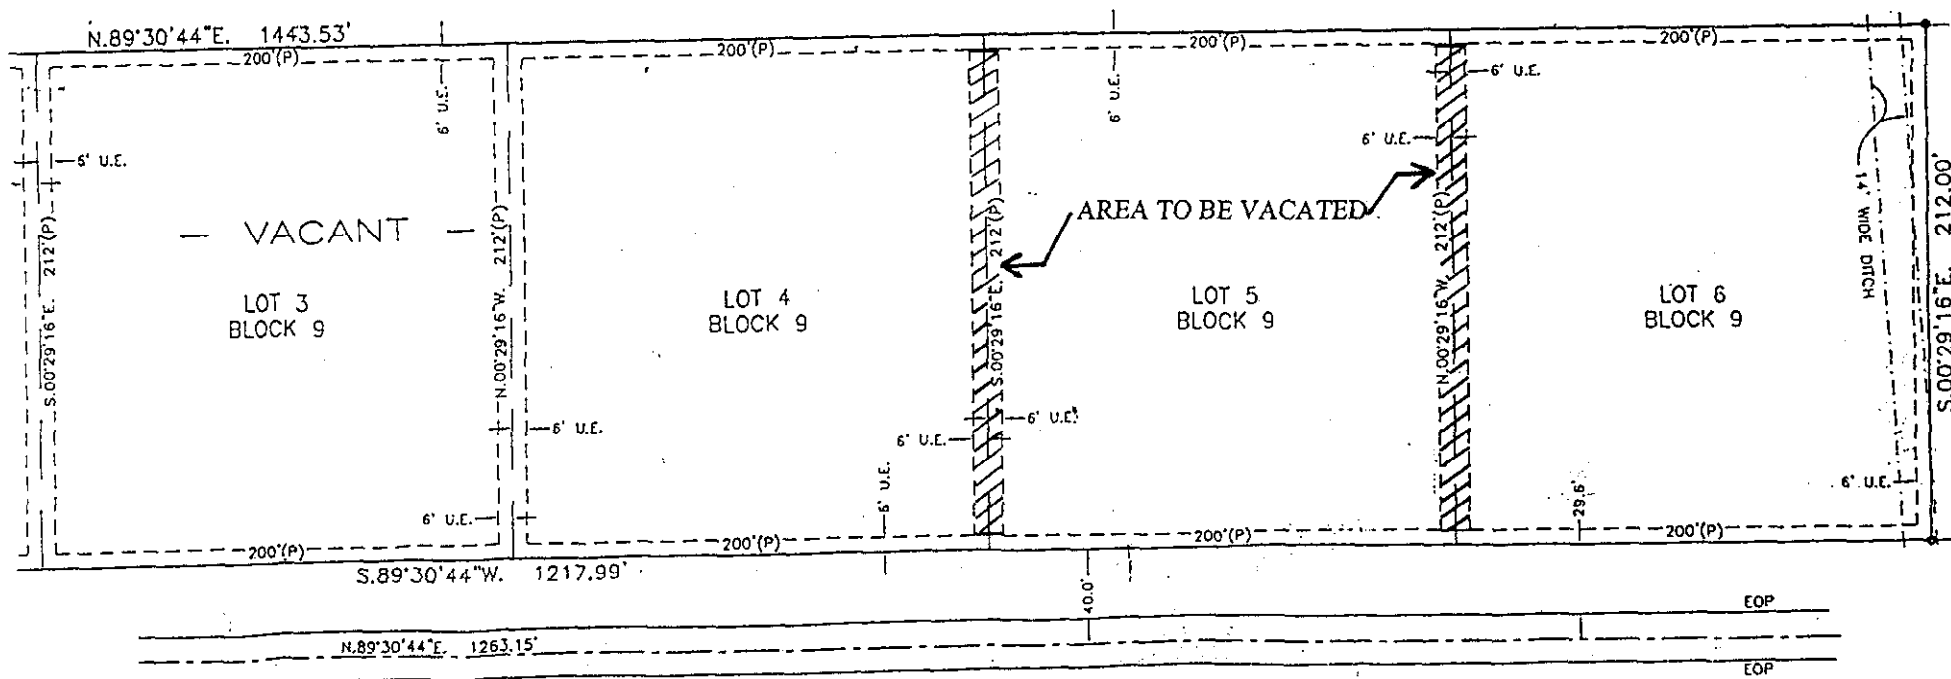 N.89°30'44"E. 1443.53'
200'(P)
200'(P)
200'(P)
200'(P)
6' U.E.
6' U.E.
6' U.E.
6' U.E.
6' U.E.
14' WIDE DITCH
S.00°29'16"E. 212.00'
AREA TO BE VACATED
— VACANT —
S.00°29'16"E. 212'(P)
N.00°29'16"W. 212'(P)
S.00°29'16"E. 212'(P)
N.00°29'16"W. 212'(P)
LOT 3
BLOCK 9
LOT 4
BLOCK 9
LOT 5
BLOCK 9
LOT 6
BLOCK 9
6' U.E.
6' U.E.
6' U.E.
6' U.E.
6' U.E.
6' U.E.
29.6'
200'(P)
200'(P)
200'(P)
200'(P)
S.89°30'44"W. 1217.99'
40.0'
EOP
N.89°30'44"E. 1263.15'
EOP